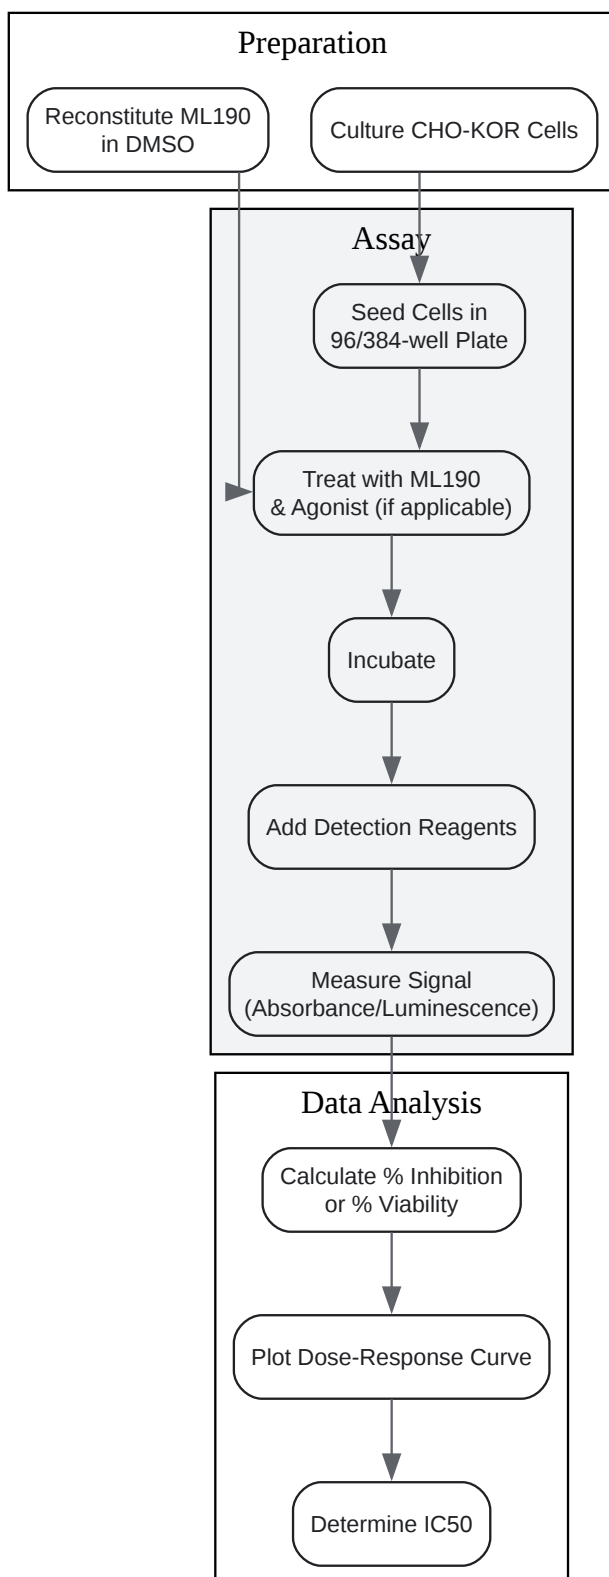 Preparation
Reconstitute ML190
in DMSO
Culture CHO-KOR Cells
Assay
Seed Cells in
96/384-well Plate
Treat with ML190
& Agonist (if applicable)
Incubate
Add Detection Reagents
Measure Signal
(Absorbance/Luminescence)
Data Analysis
Calculate % Inhibition
or % Viability
Plot Dose-Response Curve
Determine IC50